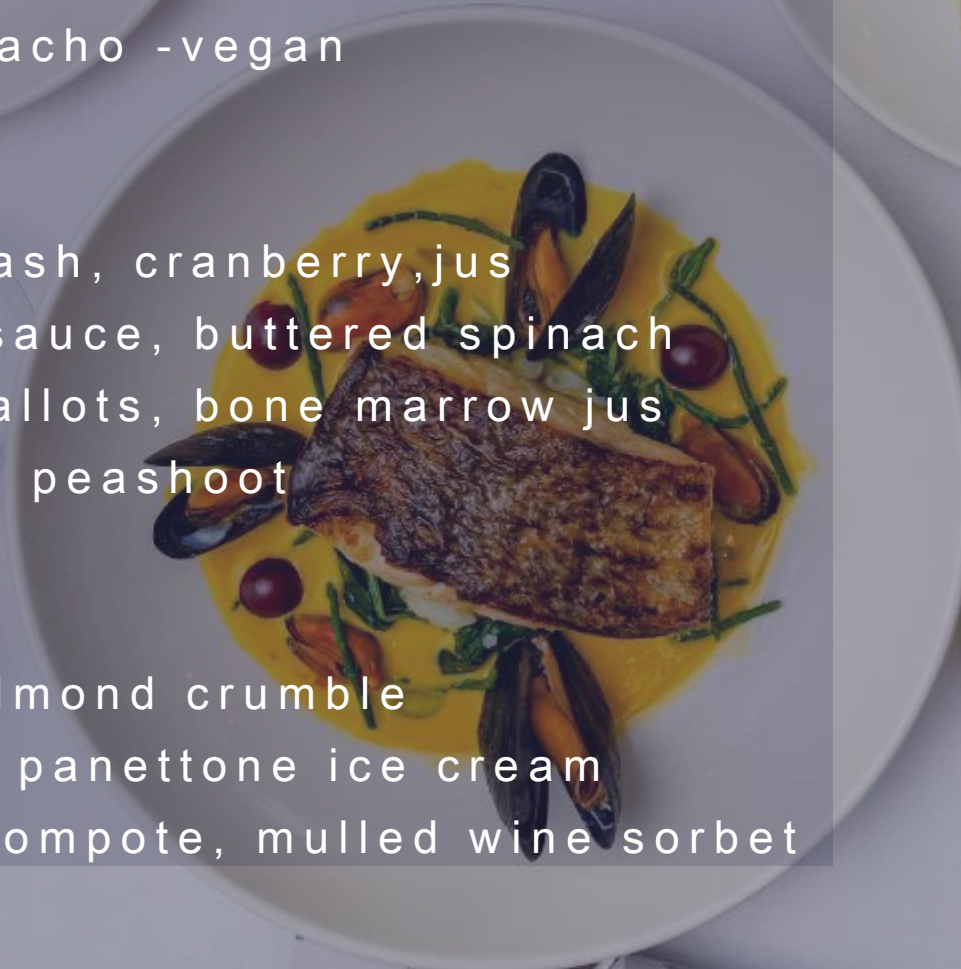 acho -vegan
ash, cranberry,jus
sauce, buttered spinach
allots, bone marrow jus
peashoot
lmond crumble
panettone ice cream
ompote, mulled wine sorbet